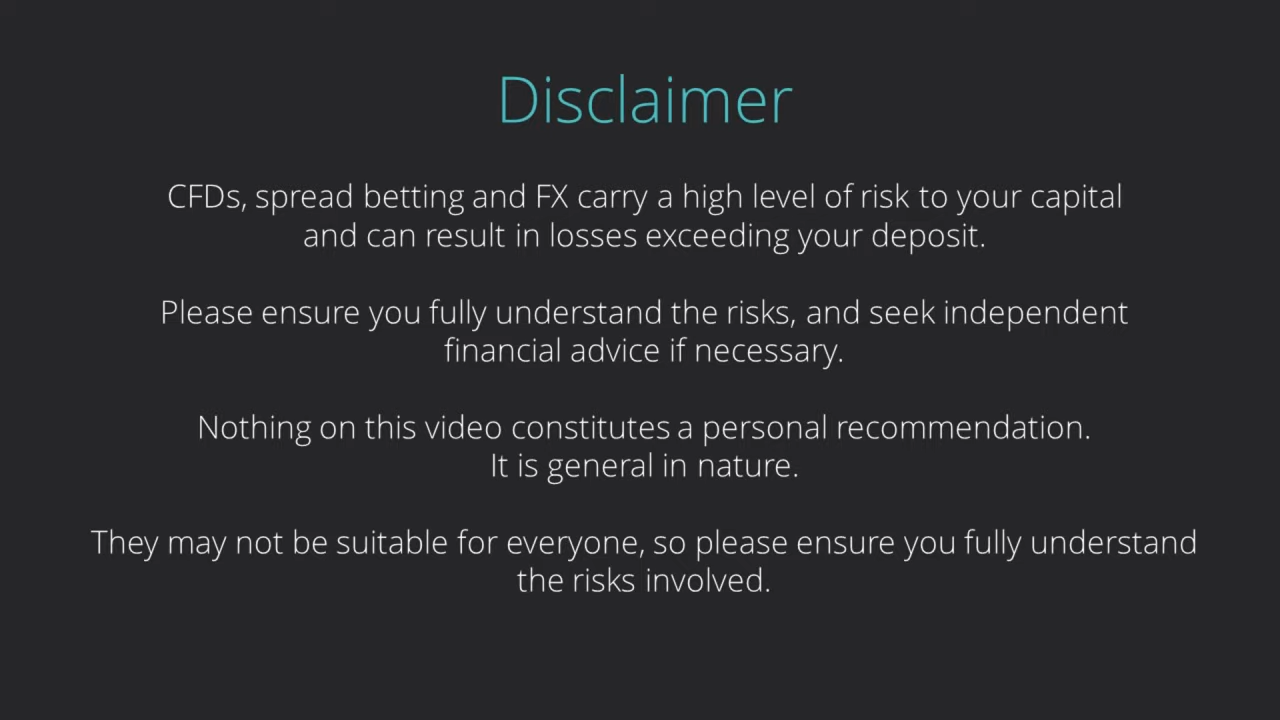 Disclaimer
CFDs, spread betting and FX carry a high level of risk to your capital
and can result in losses exceeding your deposit.
Please ensure you fully understand the risks, and seek independent
financial advice if necessary.
Nothing on this video constitutes a personal recommendation.
It is general in nature.
They may not be suitable for everyone, so please ensure you fully understand
the risks involved.